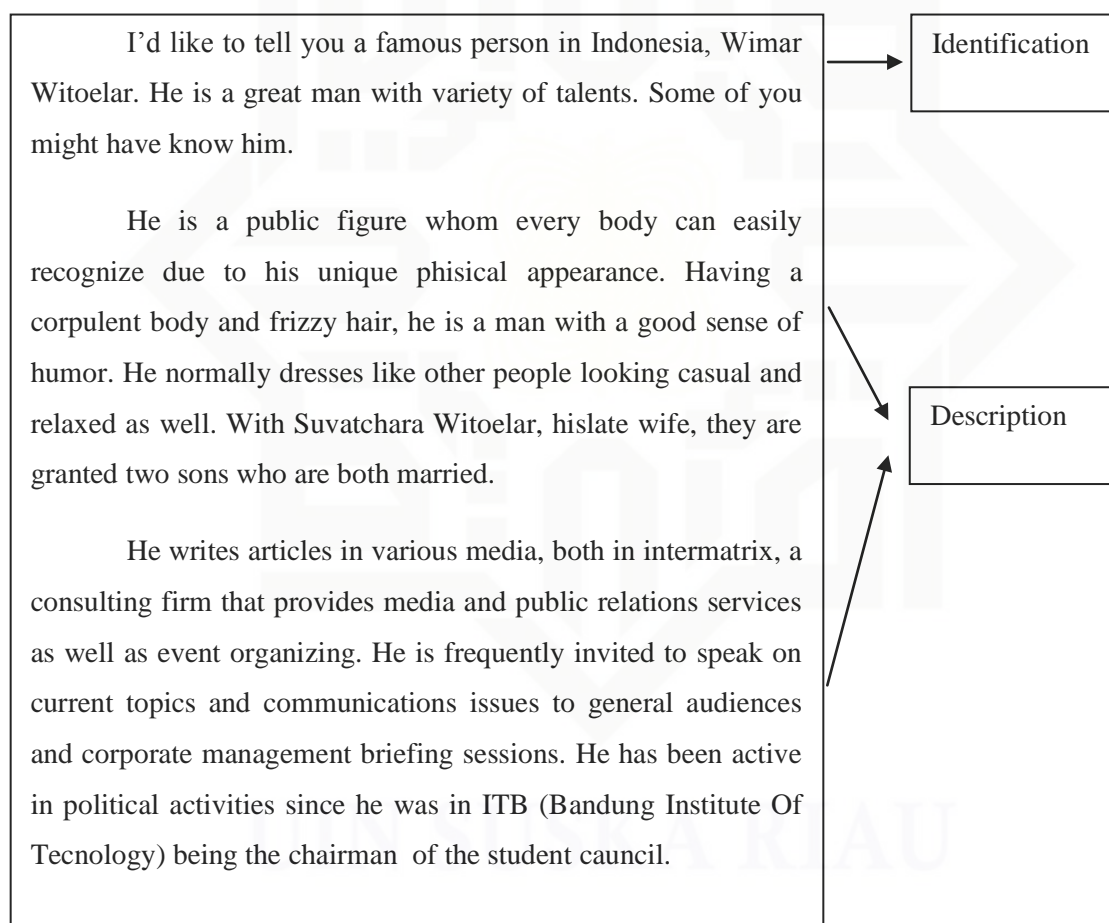 I'd like to tell you a famous person in Indonesia, Wimar
Witoelar. He is a great man with variety of talents. Some of you
might have know him.
Identification
He is a public figure whom every body can easily
recognize due to his unique phisical appearance. Having a
corpulent body and frizzy hair, he is a man with a good sense of
humor. He normally dresses like other people looking casual and
relaxed as well. With Suvatchara Witoelar, hislate wife, they are
granted two sons who are both married.
Description
He writes articles in various media, both in intermatrix, a
consulting firm that provides media and public relations services
as well as event organizing. He is frequently invited to speak on
current topics and communications issues to general audiences
and corporate management briefing sessions. He has been active
in political activities since he was in ITB (Bandung Institute Of
Tecnology) being the chairman of the student cauncil.
UIN SUSKA RIAU